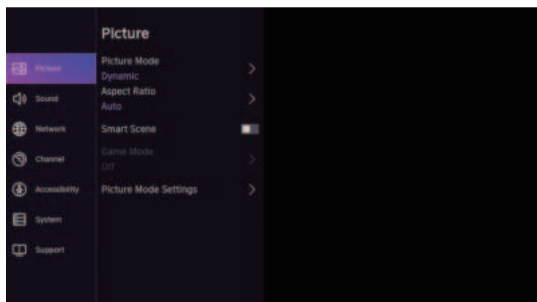 Picture
Picture
Sound
Network
Channel
Accessibility
System
Support
Picture Mode
Dynamic
Aspect Ratio
Auto
Smart Scene
Game Mode
Off
Picture Mode Settings